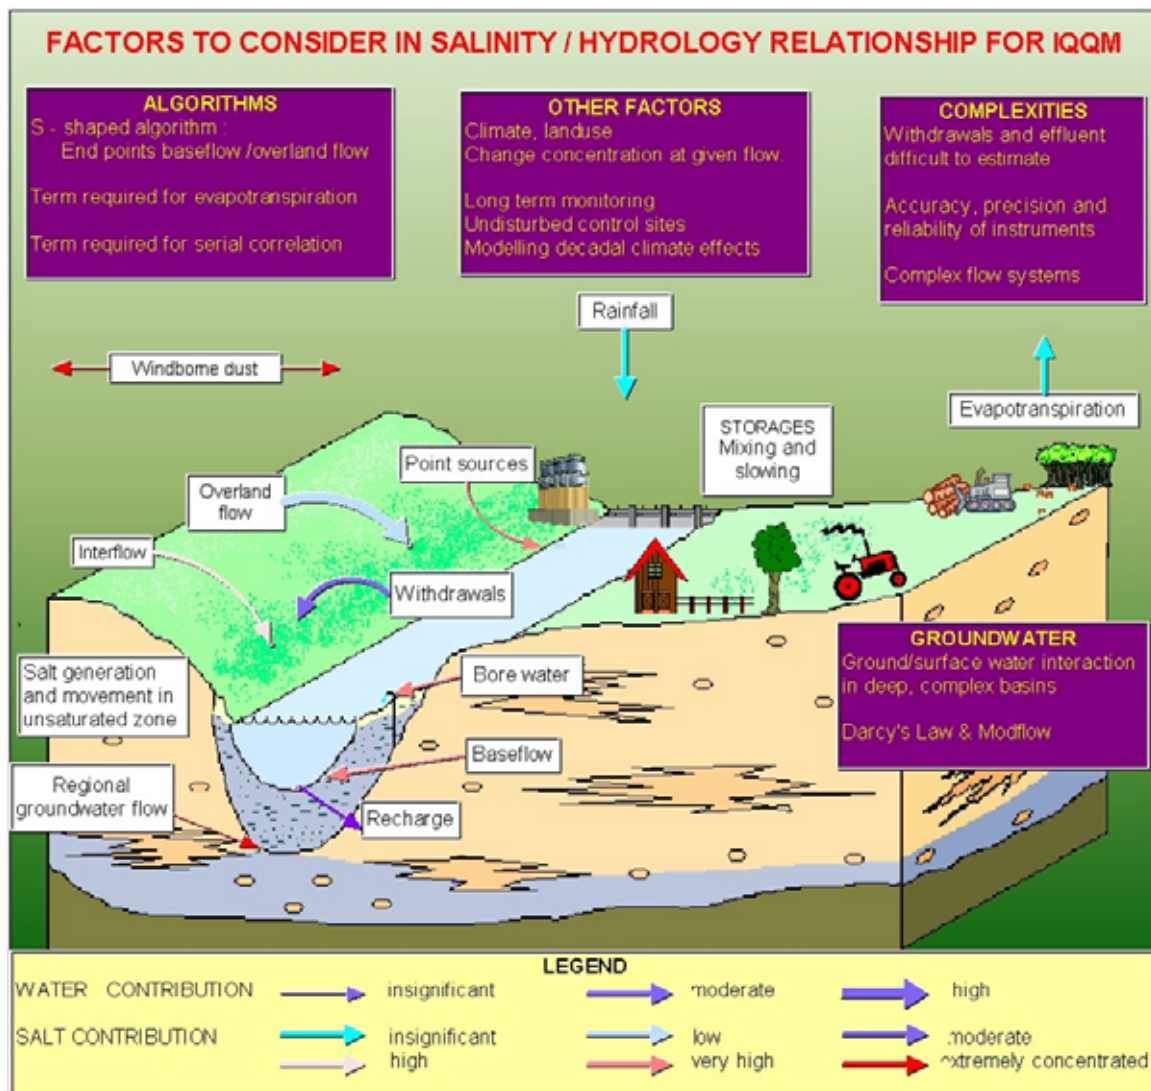 FACTORS TO CONSIDER IN SALINITY / HYDROLOGY RELATIONSHIP FOR IQQM
ALGORITHMS
S - shaped algorithm :
End points baseflow /overland flow
Term required for evapotranspiration
Term required for serial correlation
OTHER FACTORS
Climate, landuse
Change concentration at given flow.
Long term monitoring
Undisturbed control sites
Modelling decadal climate effects
COMPLEXITIES
Withdrawals and effluent
difficult to estimate
Accuracy, precision and
reliability of instruments
Complex flow systems
Rainfall
Windborne dust
Evapotranspiration
STORAGES
Mixing and
slowing
Point sources
Overland
flow
Interflow
Withdrawals
Salt generation
and movement in
unsaturated zone
Bore water
Baseflow
Regional
groundwater flow
Recharge
GROUNDWATER
Ground/surface water interaction
in deep, complex basins
Darcy's Law & Modflow
LEGEND
WATER CONTRIBUTION insignificant moderate high
SALT CONTRIBUTION insignificant low moderate
high very high extremely concentrated